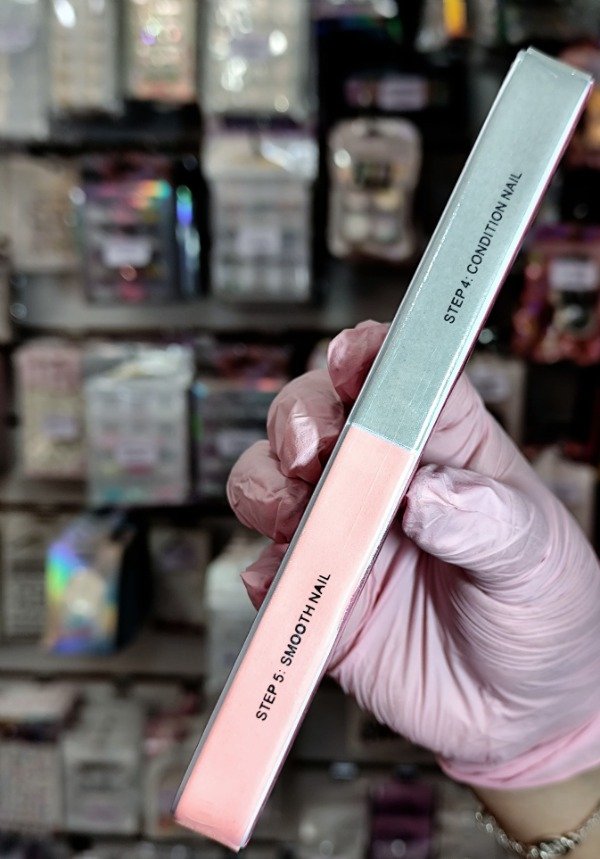 STEP 4: CONDITION NAIL
STEP 5: SMOOTH NAIL